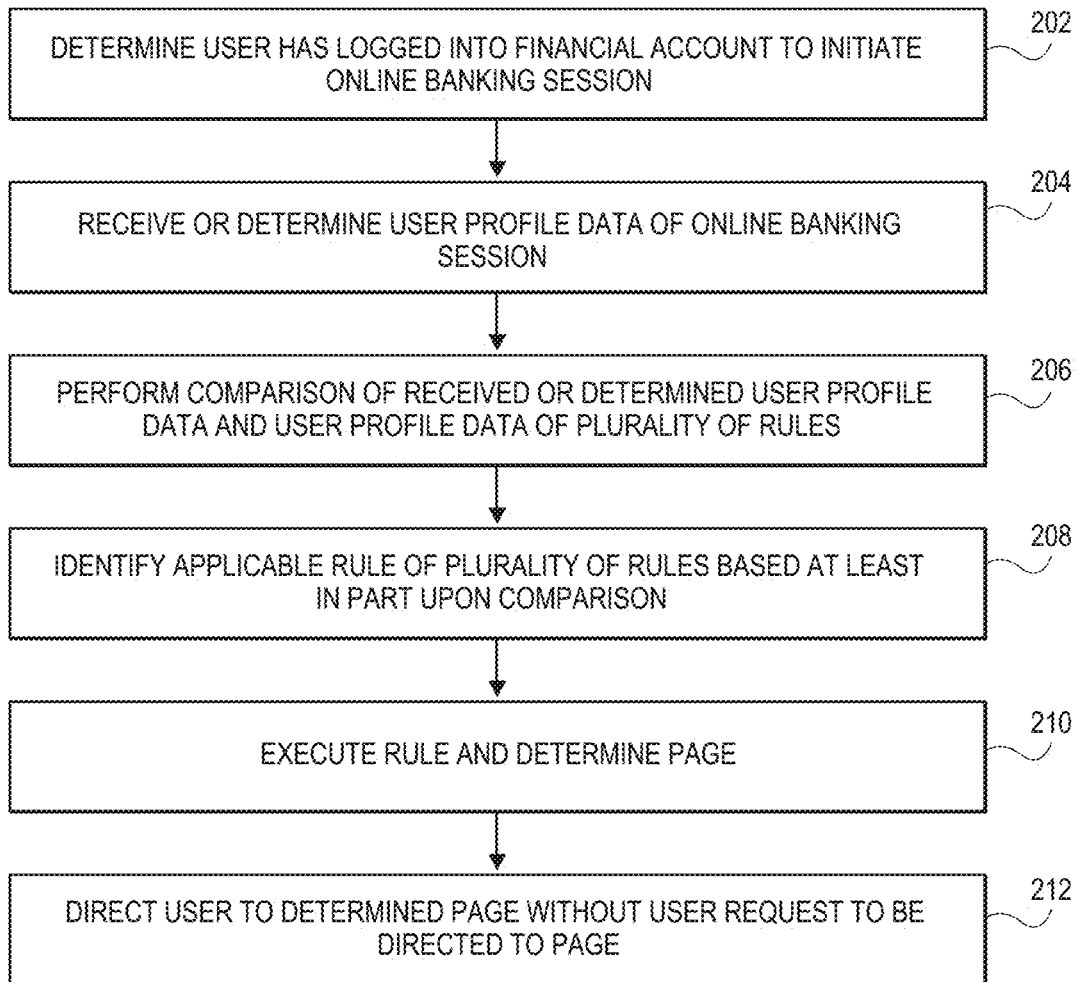 202
DETERMINE USER HAS LOGGED INTO FINANCIAL ACCOUNT TO INITIATE
ONLINE BANKING SESSION
204
RECEIVE OR DETERMINE USER PROFILE DATA OF ONLINE BANKING
SESSION
206
PERFORM COMPARISON OF RECEIVED OR DETERMINED USER PROFILE
DATA AND USER PROFILE DATA OF PLURALITY OF RULES
208
IDENTIFY APPLICABLE RULE OF PLURALITY OF RULES BASED AT LEAST
IN PART UPON COMPARISON
210
EXECUTE RULE AND DETERMINE PAGE
212
DIRECT USER TO DETERMINED PAGE WITHOUT USER REQUEST TO BE
DIRECTED TO PAGE